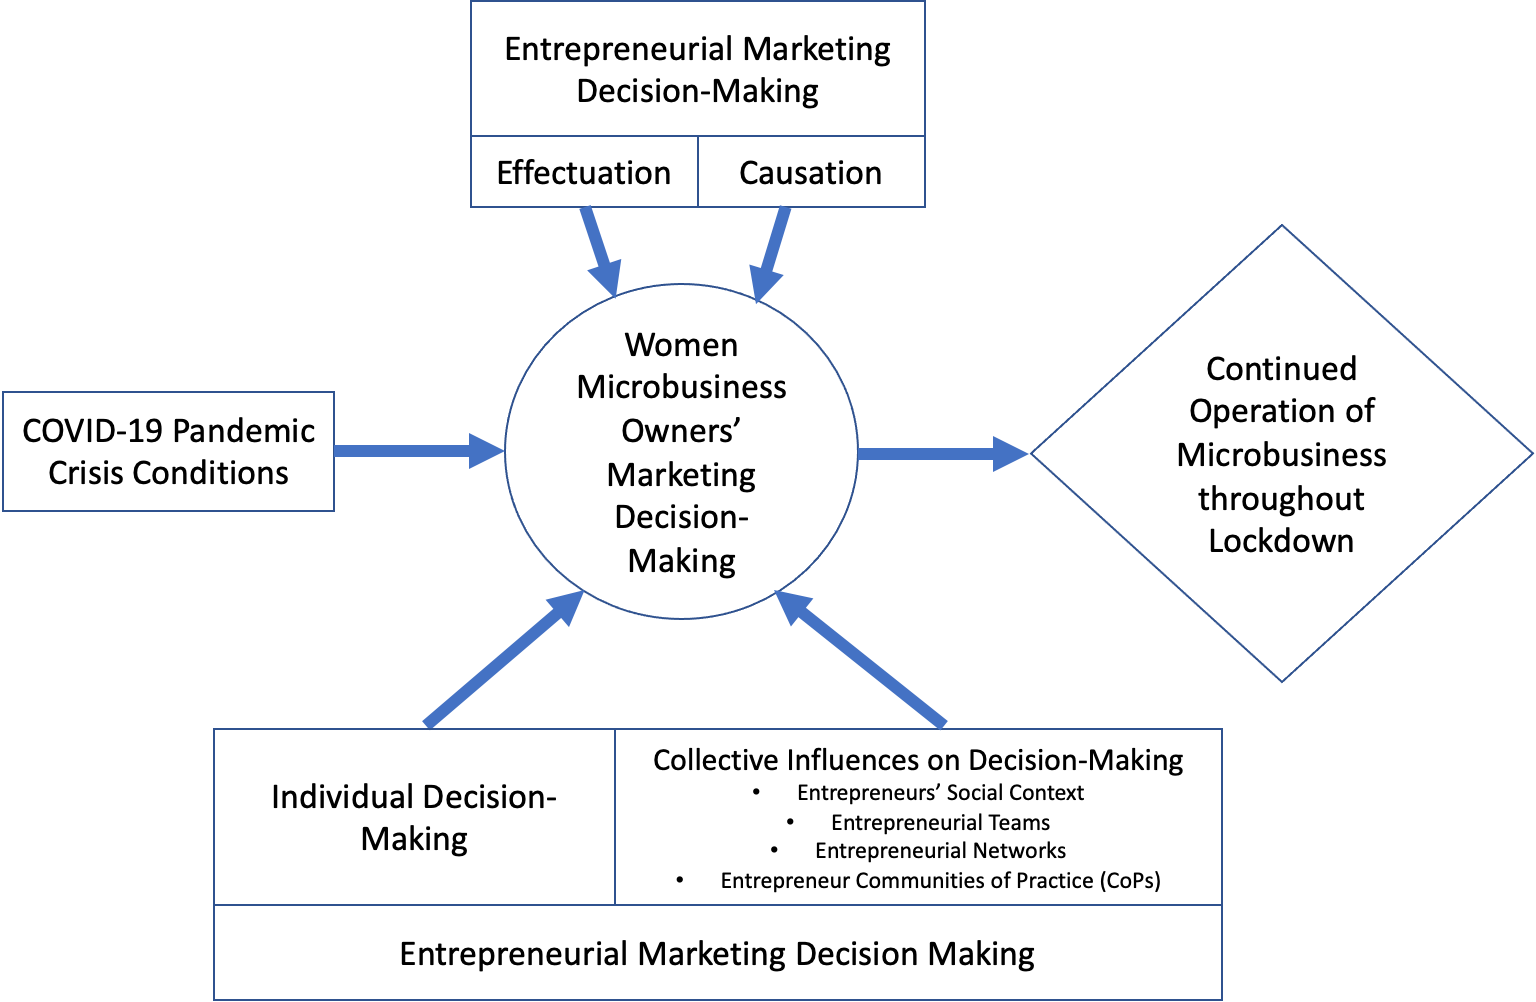 Entrepreneurial Marketing
Decision-Making
Effectuation
Causation
Women
Microbusiness
Owners’
Marketing
Decision-
Making
COVID-19 Pandemic
Crisis Conditions
Continued
Operation of
Microbusiness
throughout
Lockdown
Individual Decision-
Making
Collective Influences on Decision-Making
• Entrepreneurs’ Social Context
• Entrepreneurial Teams
• Entrepreneurial Networks
• Entrepreneur Communities of Practice (CoPs)
Entrepreneurial Marketing Decision Making